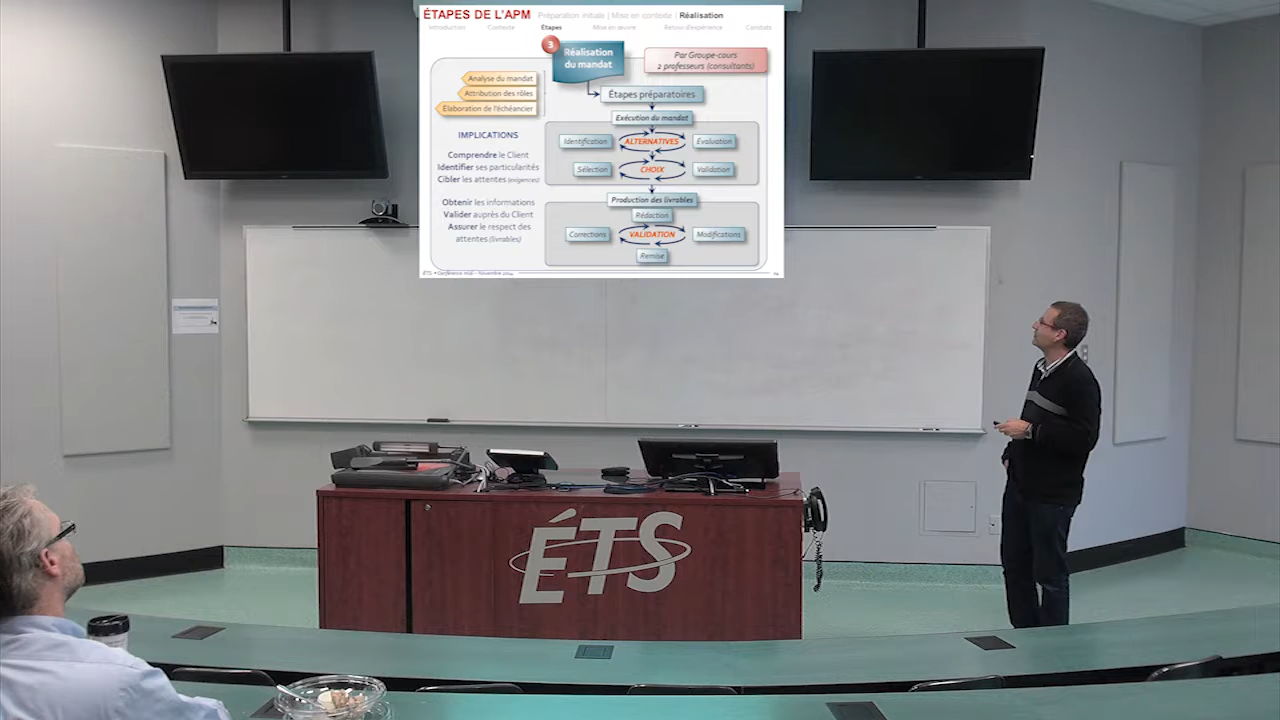 ÉTAPES DE L'APM Préparation initiale | Mise en contexte | Réalisation
Introduction Contexte Étapes Mise en œuvre Retour d'expérience Constats
3
Réalisation
du mandat
Par Groupe-cours
2 professeurs (consultants)
Analyse du mandat
Attribution des rôles
Élaboration de l'échéancier
Étapes préparatoires
Exécution du mandat
IMPLICATIONS
Comprendre le Client
Identifier ses particularités
Cibler les attentes (exigences)
Obtenir les informations
Valider auprès du Client
Assurer le respect des
attentes (livrables)
Identification ALTERNATIVES Evaluation
Sélection CHOIX Validation
Production des livrables
Rédaction
Corrections VALIDATION Modifications
Remise
ÉTS • Conférence
ÉTS